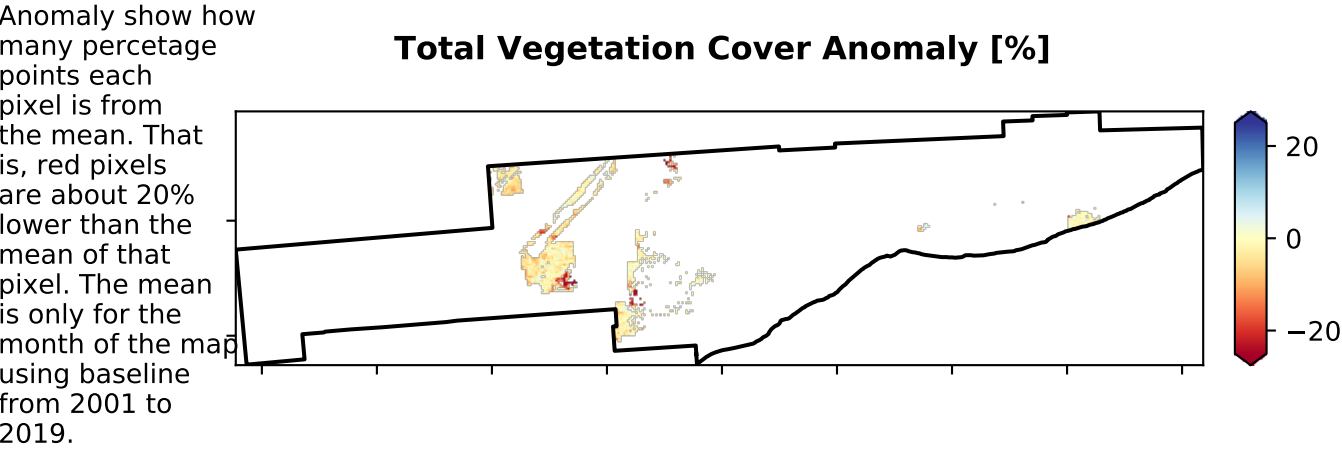 Anomaly show how
many percetage
points each
pixel is from
the mean. That
is, red pixels
are about 20%
lower than the
mean of that
pixel. The mean
is only for the
month of the map
using baseline
from 2001 to
2019.
Total Vegetation Cover Anomaly [%]
20
0
−20